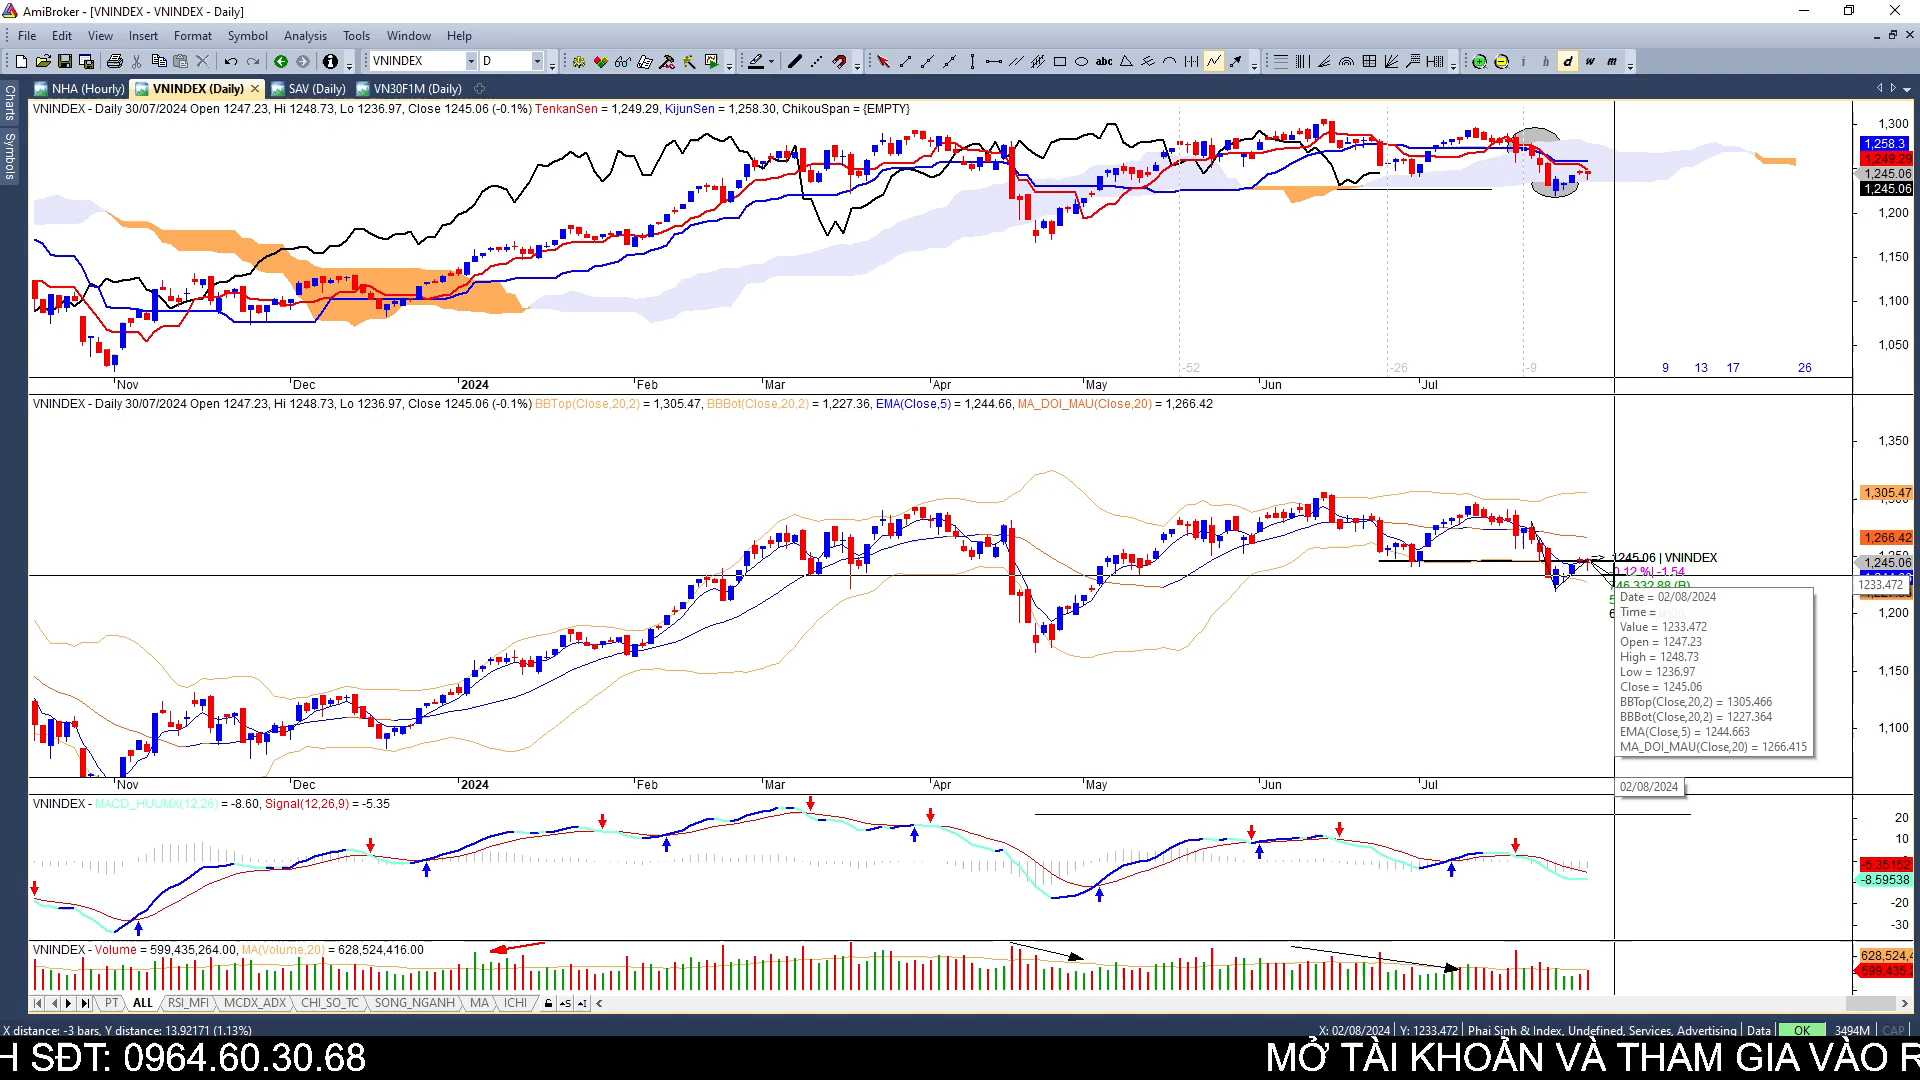 AmiBroker - [VNINDEX - VNINDEX - Daily]
File Edit View Insert Format Symbol Analysis Tools Window Help
VNINDEX D abc i h d w m
NHA (Hourly) VNINDEX (Daily) SAV (Daily) VN30F1M (Daily)
Charts
Symbols
VNINDEX - Daily 30/07/2024 Open 1247.23, Hi 1248.73, Lo 1236.97, Close 1245.06 (-0.1%) TenkanSen = 1,249.29, KijunSen = 1,258.30, ChikouSpan = {EMPTY}
1,300
1,258.3
1,249.29
1,245.06
1,245.06
1,200
1,150
1,100
1,050
-52 -26 -9 9 13 17 26
Nov Dec 2024 Feb Mar Apr May Jun Jul
VNINDEX - Daily 30/07/2024 Open 1247.23, Hi 1248.73, Lo 1236.97, Close 1245.06 (-0.1%) BBTop(Close,20,2) = 1,305.47, BBBot(Close,20,2) = 1,227.36, EMA(Close,5) = 1,244.66, MA_DOI_MAU(Close,20) = 1,266.42
1,350
1,305.47
1,266.42
1,245.06
1233.472
1,200
1,150
1,100
=> 1245.06 | VNINDEX
0.12 %| -1.54
46,332.88 (B)
Date = 02/08/2024
Time =
Value = 1233.472
Open = 1247.23
High = 1248.73
Low = 1236.97
Close = 1245.06
BBTop(Close,20,2) = 1305.466
BBBot(Close,20,2) = 1227.364
EMA(Close,5) = 1244.663
MA_DOI_MAU(Close,20) = 1266.415
Nov Dec 2024 Feb Mar Apr May Jun Jul 02/08/2024
VNINDEX - MACD_HUUMX(12,26) = -8.60, Signal(12,26,9) = -5.35
20
10
-5.35152
-8.59538
-20
-30
VNINDEX - Volume = 599,435,264.00, MA(Volume,20) = 628,524,416.00
628,524,4
599,435,2
PT ALL RSI_MFI MCDX_ADX CHI_SO_TC SONG_NGANH MA ICHI
X distance: -3 bars, Y distance: 13.92171 (1.13%) X: 02/08/2024 Y: 1233.472 Phai Sinh & Index, Undefined, Services, Advertising Data OK 3494M CAP
H SĐT: 0964.60.30.68 MỞ TÀI KHOẢN VÀ THAM GIA VÀO R